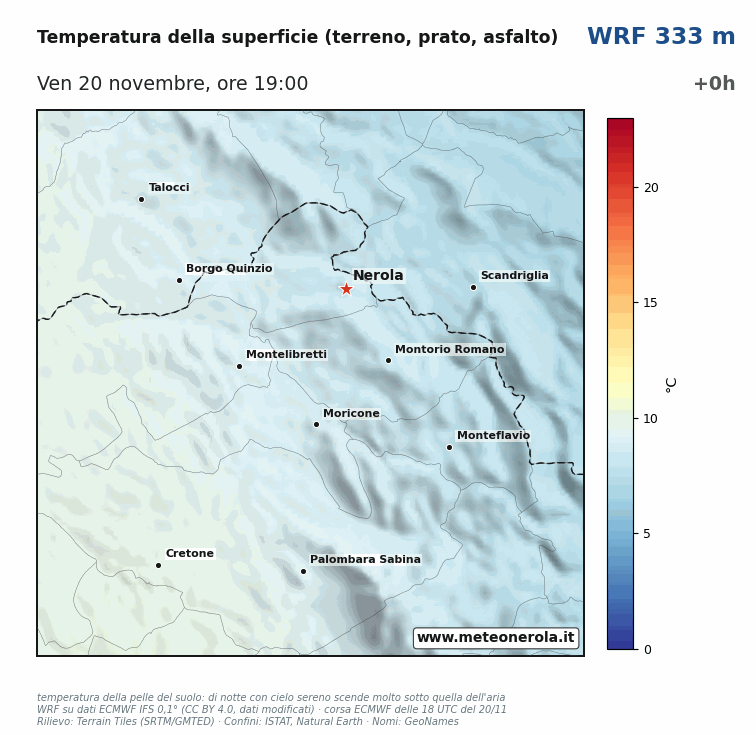 Temperatura della superficie (terreno, prato, asfalto)
WRF 333 m
Ven 20 novembre, ore 19:00
+0h
Talocci
Borgo Quinzio
Nerola
Scandriglia
Montelibretti
Montorio Romano
Moricone
Monteflavio
Cretone
Palombara Sabina
www.meteonerola.it
20
15
10
5
0
°C
temperatura della pelle del suolo: di notte con cielo sereno scende molto sotto quella dell'aria
WRF su dati ECMWF IFS 0,1° (CC BY 4.0, dati modificati) · corsa ECMWF delle 18 UTC del 20/11
Rilievo: Terrain Tiles (SRTM/GMTED) · Confini: ISTAT, Natural Earth · Nomi: GeoNames